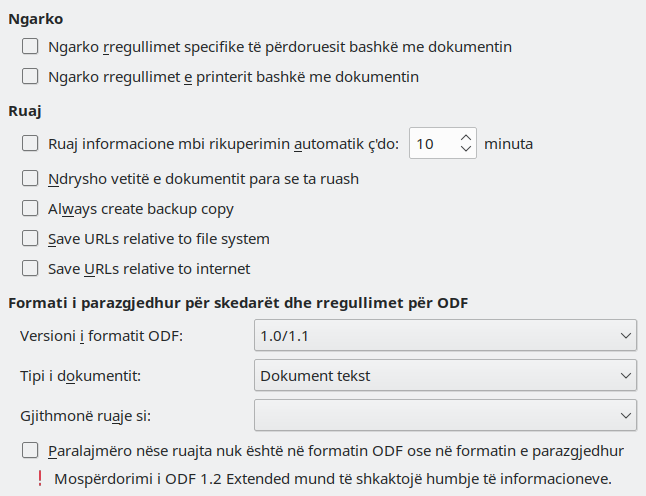 Ngarko
Ngarko rregullimet specifike të përdoruesit bashkë me dokumentin
Ngarko rregullimet e printerit bashkë me dokumentin
Ruaj
Ruaj informacione mbi rikuperimin automatik ç'do: 10 minuta
Ndrysho vetitë e dokumentit para se ta ruash
Always create backup copy
Save URLs relative to file system
Save URLs relative to internet
Formati i parazgjedhur për skedarët dhe rregullimet për ODF
Versioni i formatit ODF: 1.0/1.1
Tipi i dokumentit: Dokument tekst
Gjithmonë ruaje si:
Paralajmëro nëse ruajta nuk është në formatin ODF ose në formatin e parazgjedhur
! Mospërdorimi i ODF 1.2 Extended mund të shkaktojë humbje të informacioneve.